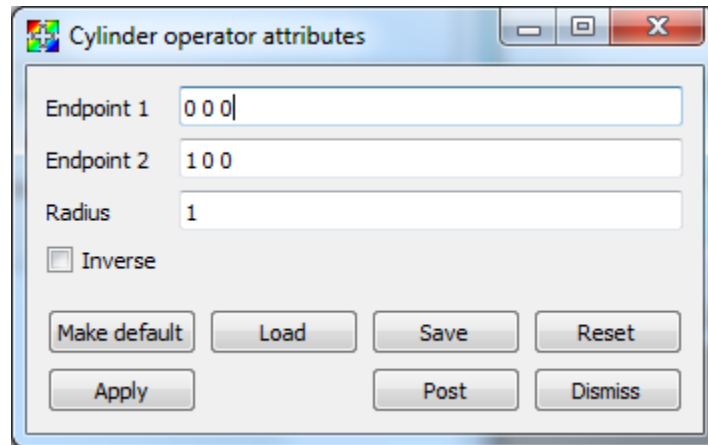 Cylinder operator attributes
Endpoint 1 0 0 0
Endpoint 2 1 0 0
Radius 1
Inverse
Make default Load Save Reset
Apply Post Dismiss